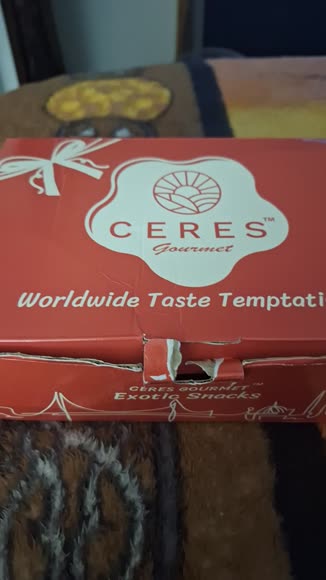 CERES™
Gourmet
Worldwide Taste Temptati
CERES GOURMET™
Exotic Snacks